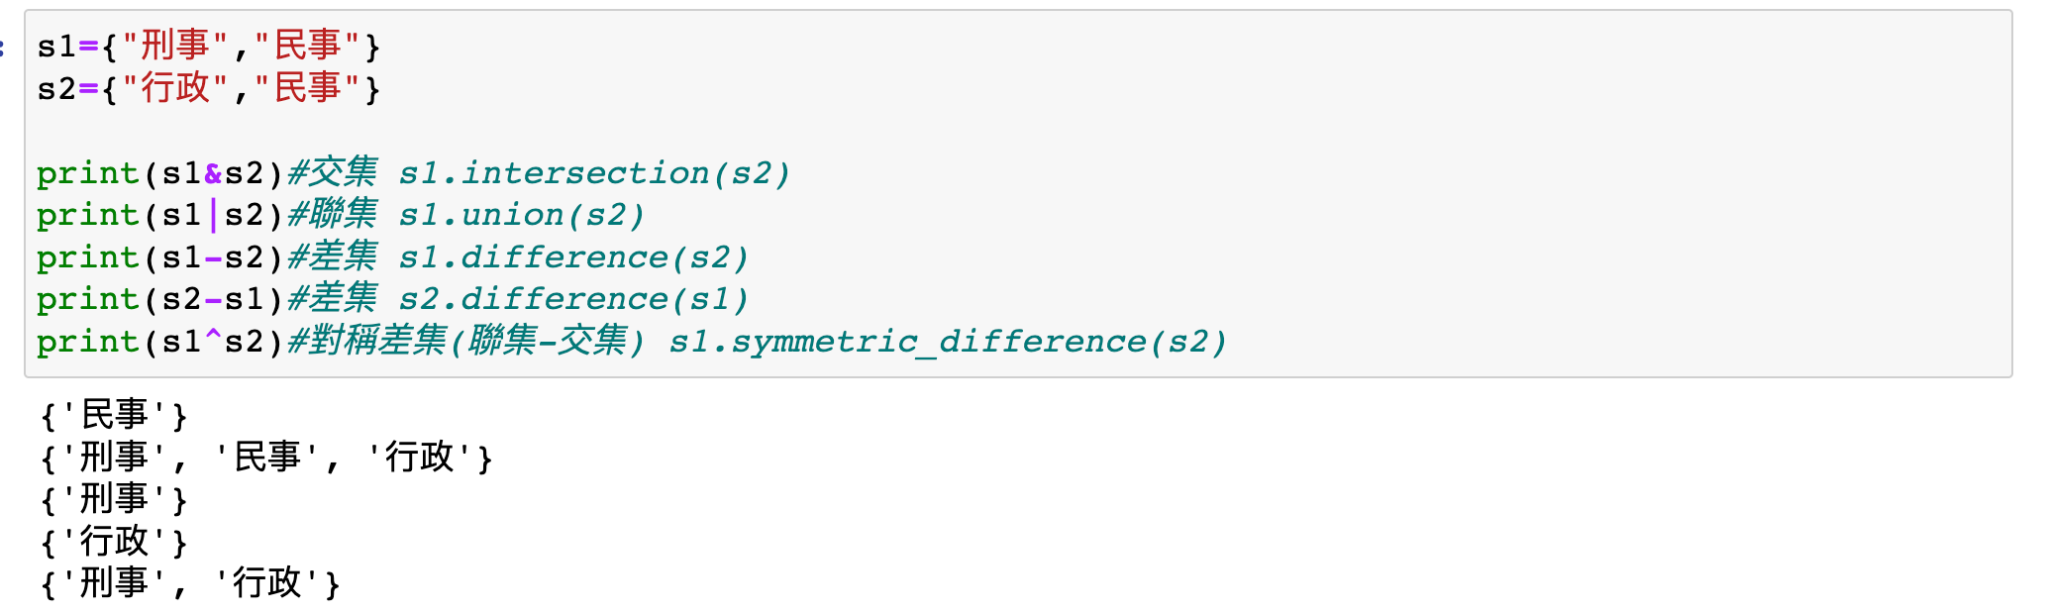 s1={"刑事","民事"}
s2={"行政","民事"}
print(s1&s2)#交集 s1.intersection(s2)
print(s1|s2)#聯集 s1.union(s2)
print(s1-s2)#差集 s1.difference(s2)
print(s2-s1)#差集 s2.difference(s1)
print(s1^s2)#對稱差集(聯集-交集) s1.symmetric_difference(s2)
{'民事'}
{'刑事', '民事', '行政'}
{'刑事'}
{'行政'}
{'刑事', '行政'}